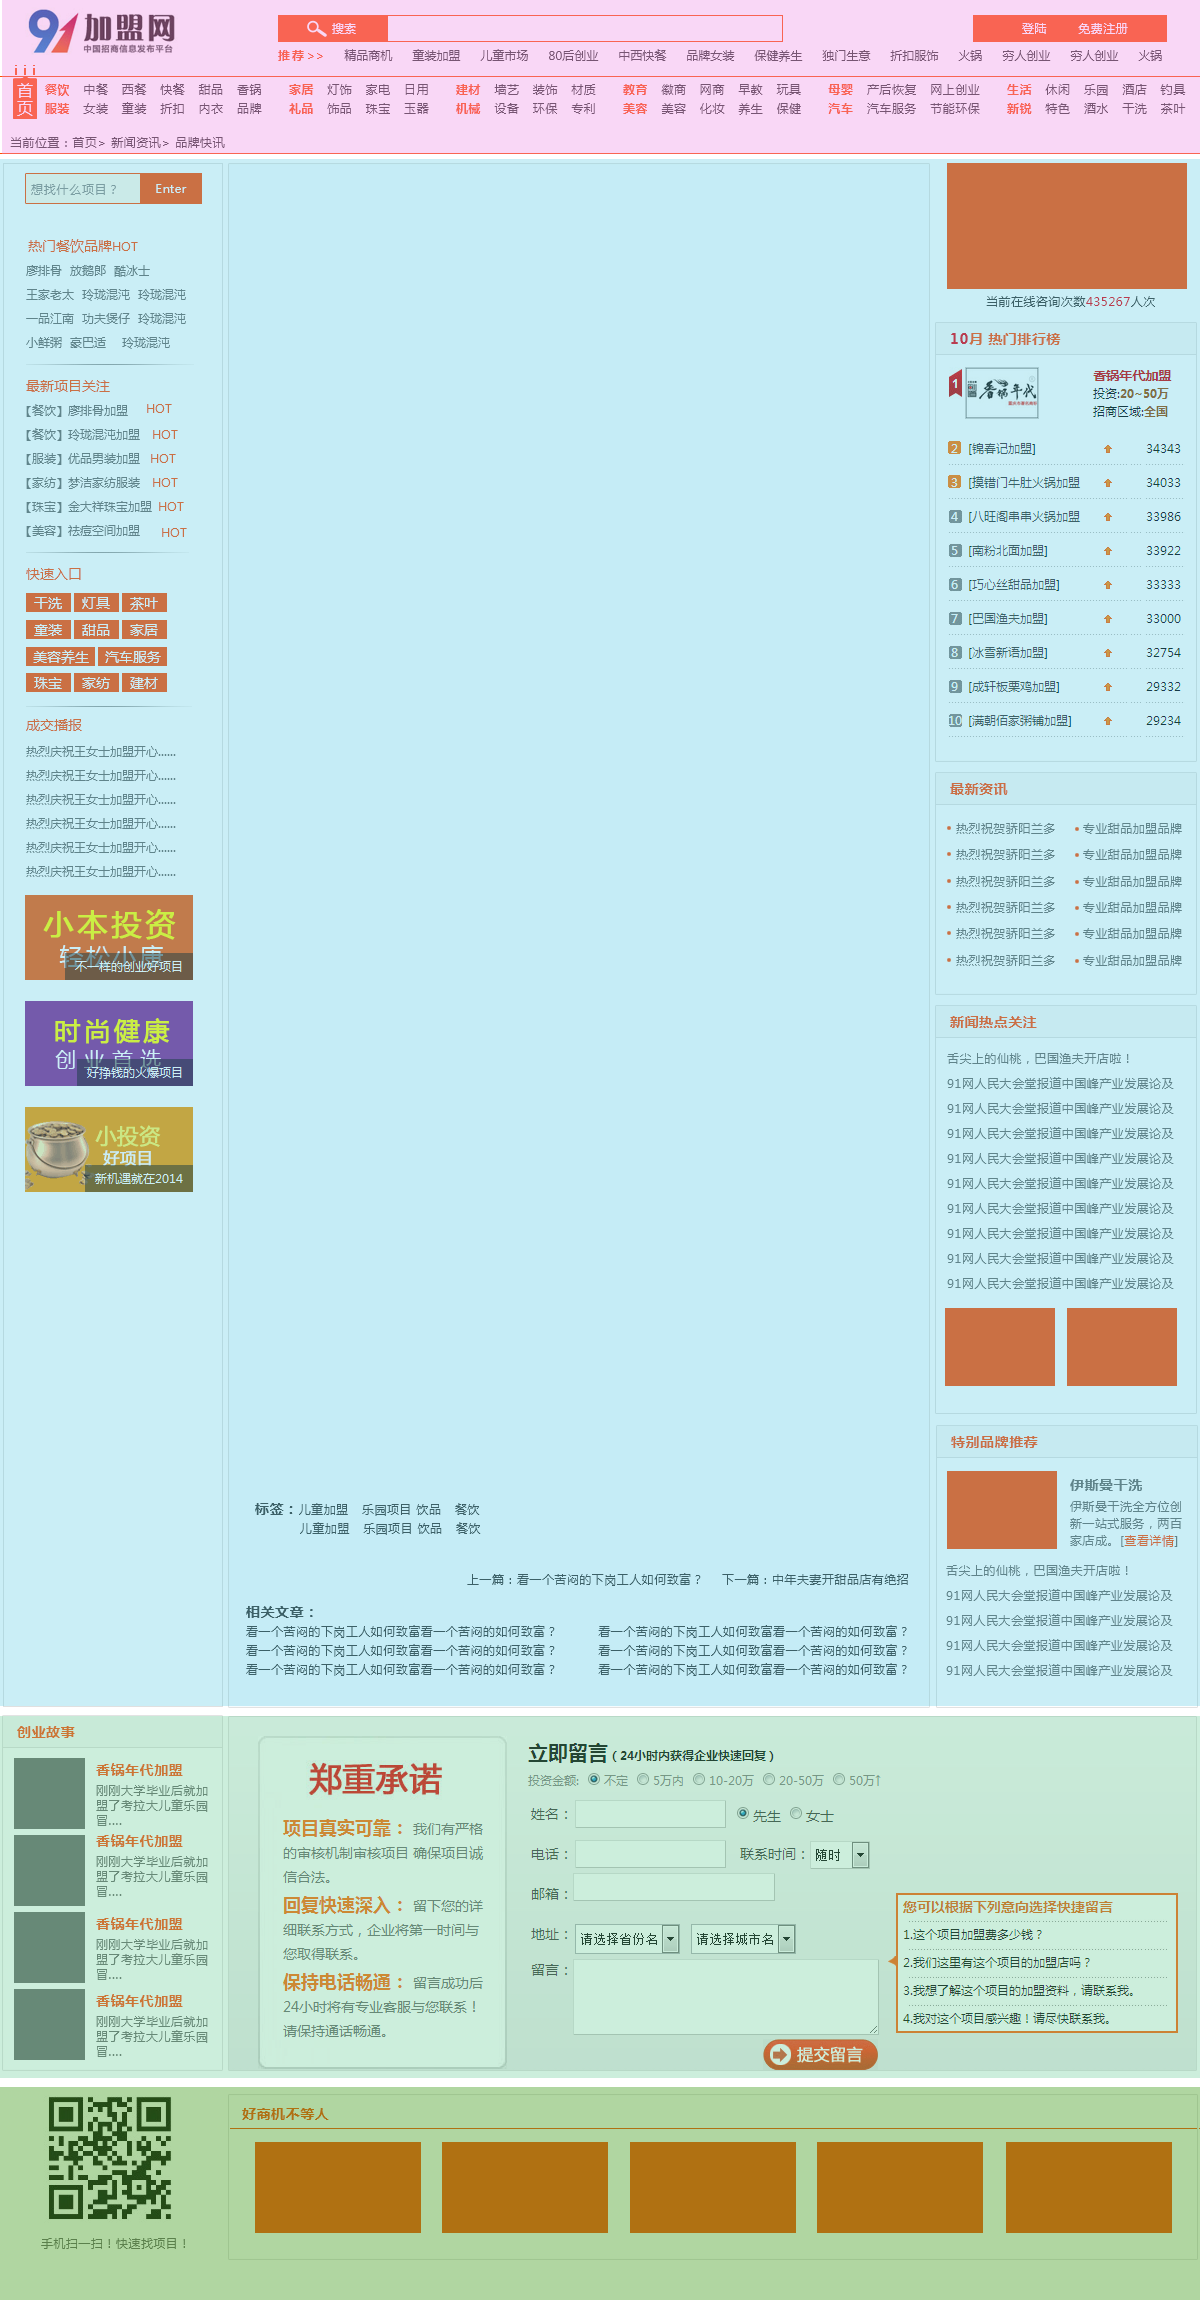 91加盟网
中国招商信息发布平台
搜索
登陆 免费注册
推荐>> 精品商机 童装加盟 儿童市场 80后创业 中西快餐 品牌女装 保健养生 独门生意 折扣服饰 火锅 穷人创业 穷人创业 火锅
首页
餐饮 中餐 西餐 快餐 甜品 香锅 家居 灯饰 家电 日用 建材 墙艺 装饰 材质 教育 徽商 网商 早教 玩具 母婴 产后恢复 网上创业 生活 休闲 乐园 酒店 钓具
服装 女装 童装 折扣 内衣 品牌 礼品 饰品 珠宝 玉器 机械 设备 环保 专利 美容 美容 化妆 养生 保健 汽车 汽车服务 节能环保 新锐 特色 酒水 干洗 茶叶
当前位置：首页> 新闻资讯> 品牌快讯
想找什么项目？ Enter
热门餐饮品牌HOT
廖排骨 放翁郎 酷冰士
王家老太 玲珑混沌 玲珑混沌
一品江南 功夫煲仔 玲珑混沌
小鲜粥 豪巴适 玲珑混沌
最新项目关注
【餐饮】廖排骨加盟 HOT
【餐饮】玲珑混沌加盟 HOT
【服装】优品男装加盟 HOT
【家纺】梦洁家纺服装 HOT
【珠宝】金大祥珠宝加盟 HOT
【美容】祛痘空间加盟 HOT
快速入口
干洗 灯具 茶叶
童装 甜品 家居
美容养生 汽车服务
珠宝 家纺 建材
成交播报
热烈庆祝王女士加盟开心......
热烈庆祝王女士加盟开心......
热烈庆祝王女士加盟开心......
热烈庆祝王女士加盟开心......
热烈庆祝王女士加盟开心......
热烈庆祝王女士加盟开心......
小本投资
轻松小康
不一样的创业好项目
时尚健康
创业首选
好挣钱的火爆项目
小投资
好项目
新机遇就在2014
标签：儿童加盟 乐园项目 饮品 餐饮
儿童加盟 乐园项目 饮品 餐饮
上一篇：看一个苦闷的下岗工人如何致富？ 下一篇：中年夫妻开甜品店有绝招
相关文章：
看一个苦闷的下岗工人如何致富看一个苦闷的如何致富？ 看一个苦闷的下岗工人如何致富看一个苦闷的如何致富？
看一个苦闷的下岗工人如何致富看一个苦闷的如何致富？ 看一个苦闷的下岗工人如何致富看一个苦闷的如何致富？
看一个苦闷的下岗工人如何致富看一个苦闷的如何致富？ 看一个苦闷的下岗工人如何致富看一个苦闷的如何致富？
当前在线咨询次数435267人次
10月 热门排行榜
1 香锅年代
香锅年代加盟
投资:20~50万
招商区域:全国
2 [锦春记加盟] 34343
3 [摸错门牛肚火锅加盟 34033
4 [八旺阁串串火锅加盟 33986
5 [南粉北面加盟] 33922
6 [巧心丝甜品加盟] 33333
7 [巴国渔夫加盟] 33000
8 [冰雪新语加盟] 32754
9 [成轩板栗鸡加盟] 29332
10 [满朝佰家粥铺加盟] 29234
最新资讯
热烈祝贺骄阳兰多 专业甜品加盟品牌
热烈祝贺骄阳兰多 专业甜品加盟品牌
热烈祝贺骄阳兰多 专业甜品加盟品牌
热烈祝贺骄阳兰多 专业甜品加盟品牌
热烈祝贺骄阳兰多 专业甜品加盟品牌
热烈祝贺骄阳兰多 专业甜品加盟品牌
新闻热点关注
舌尖上的仙桃，巴国渔夫开店啦！
91网人民大会堂报道中国峰产业发展论及
91网人民大会堂报道中国峰产业发展论及
91网人民大会堂报道中国峰产业发展论及
91网人民大会堂报道中国峰产业发展论及
91网人民大会堂报道中国峰产业发展论及
91网人民大会堂报道中国峰产业发展论及
91网人民大会堂报道中国峰产业发展论及
91网人民大会堂报道中国峰产业发展论及
91网人民大会堂报道中国峰产业发展论及
特别品牌推荐
伊斯曼干洗
伊斯曼干洗全方位创
新一站式服务，两百
家店成。[查看详情]
舌尖上的仙桃，巴国渔夫开店啦！
91网人民大会堂报道中国峰产业发展论及
91网人民大会堂报道中国峰产业发展论及
91网人民大会堂报道中国峰产业发展论及
91网人民大会堂报道中国峰产业发展论及
创业故事
香锅年代加盟
刚刚大学毕业后就加
盟了考拉大儿童乐园
冒....
香锅年代加盟
刚刚大学毕业后就加
盟了考拉大儿童乐园
冒....
香锅年代加盟
刚刚大学毕业后就加
盟了考拉大儿童乐园
冒....
香锅年代加盟
刚刚大学毕业后就加
盟了考拉大儿童乐园
冒....
郑重承诺
项目真实可靠： 我们有严格
的审核机制审核项目 确保项目诚
信合法。
回复快速深入： 留下您的详
细联系方式，企业将第一时间与
您取得联系。
保持电话畅通： 留言成功后
24小时将有专业客服与您联系！
请保持通话畅通。
立即留言（24小时内获得企业快速回复）
投资金额: 不定 5万内 10-20万 20-50万 50万↑
姓名： 先生 女士
电话： 联系时间： 随时
邮箱：
地址： 请选择省份名 请选择城市名
留言：
提交留言
您可以根据下列意向选择快捷留言
1.这个项目加盟费多少钱？
2.我们这里有这个项目的加盟店吗？
3.我想了解这个项目的加盟资料，请联系我。
4.我对这个项目感兴趣！请尽快联系我。
手机扫一扫！快速找项目！
好商机不等人